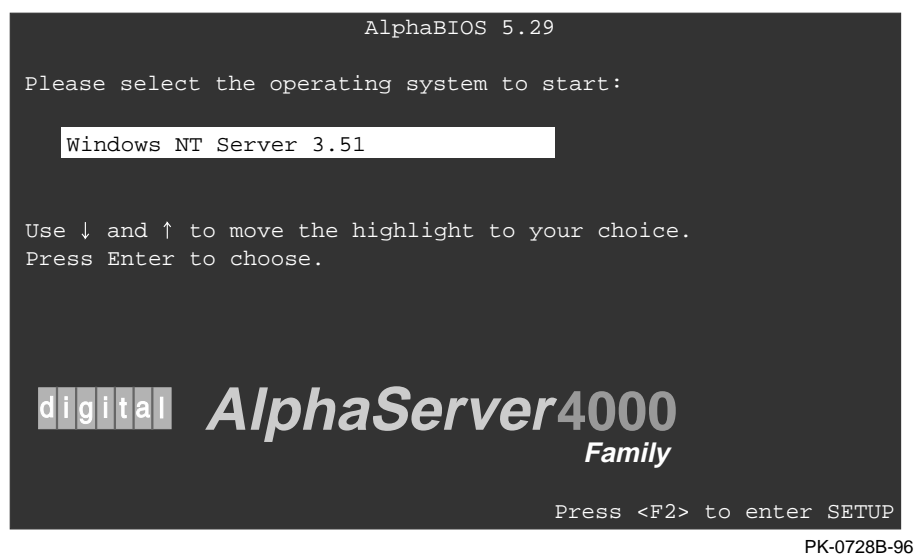 AlphaBIOS 5.29
Please select the operating system to start:
Windows NT Server 3.51
Use ↓ and ↑ to move the highlight to your choice.
Press Enter to choose.
digital AlphaServer 4000
Family
Press <F2> to enter SETUP
PK-0728B-96